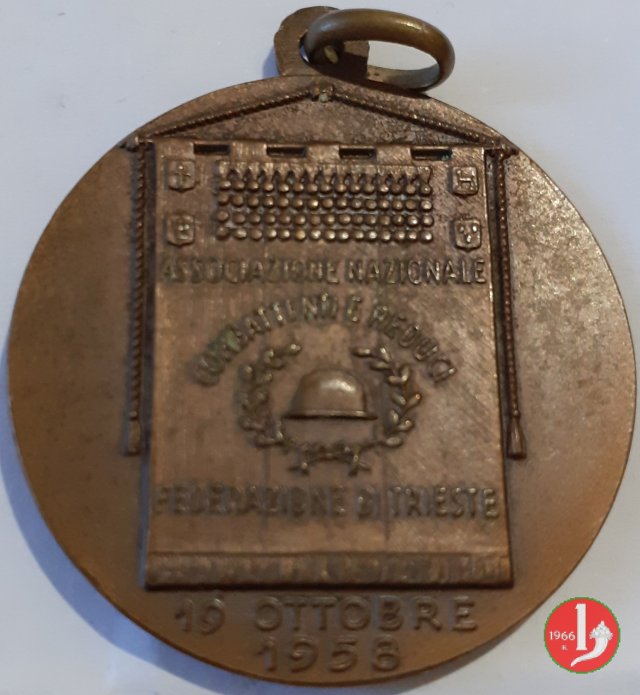 ASSOCIAZIONE NAZIONALE
COMBATTENTI E REDUCI
FEDERAZIONE DI TRIESTE
19 OTTOBRE
1958
1966
R.